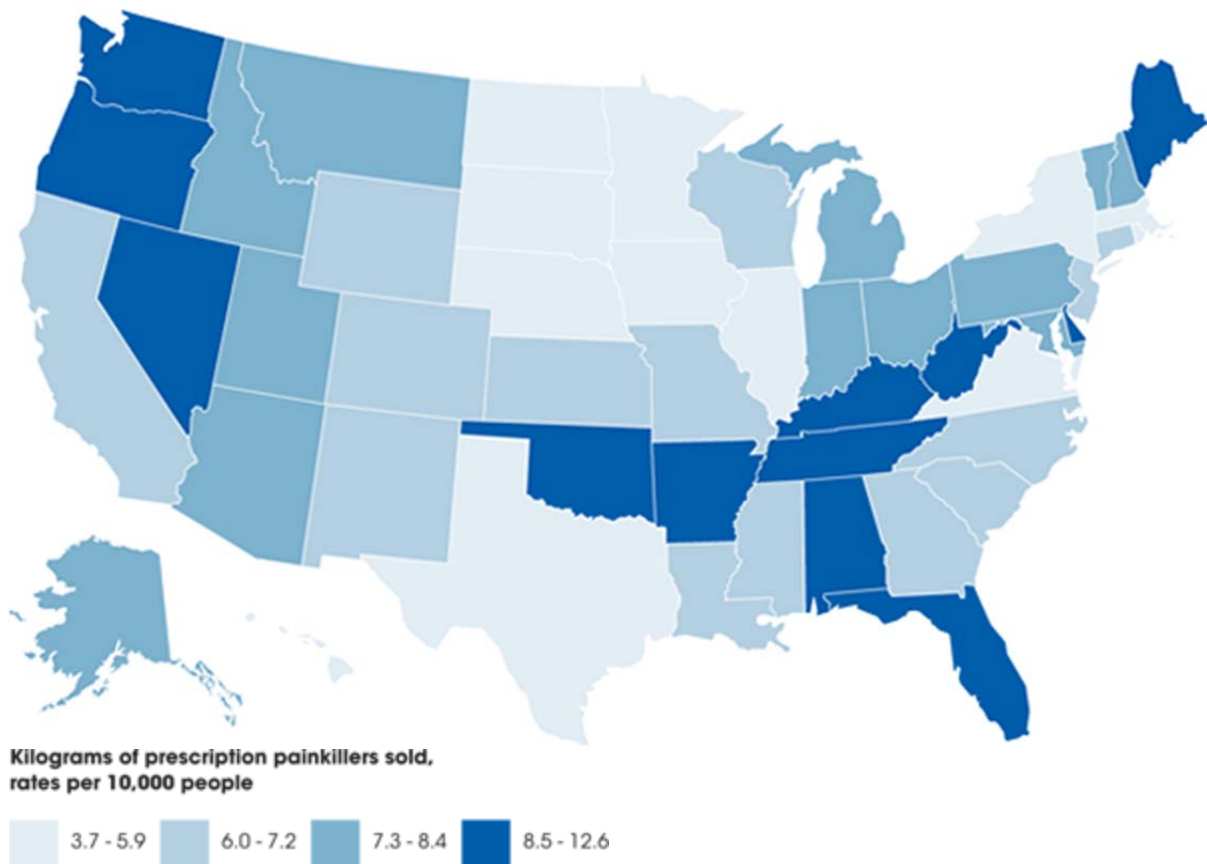 Kilograms of prescription painkillers sold,
rates per 10,000 people
3.7 - 5.9 6.0 - 7.2 7.3 - 8.4 8.5 - 12.6